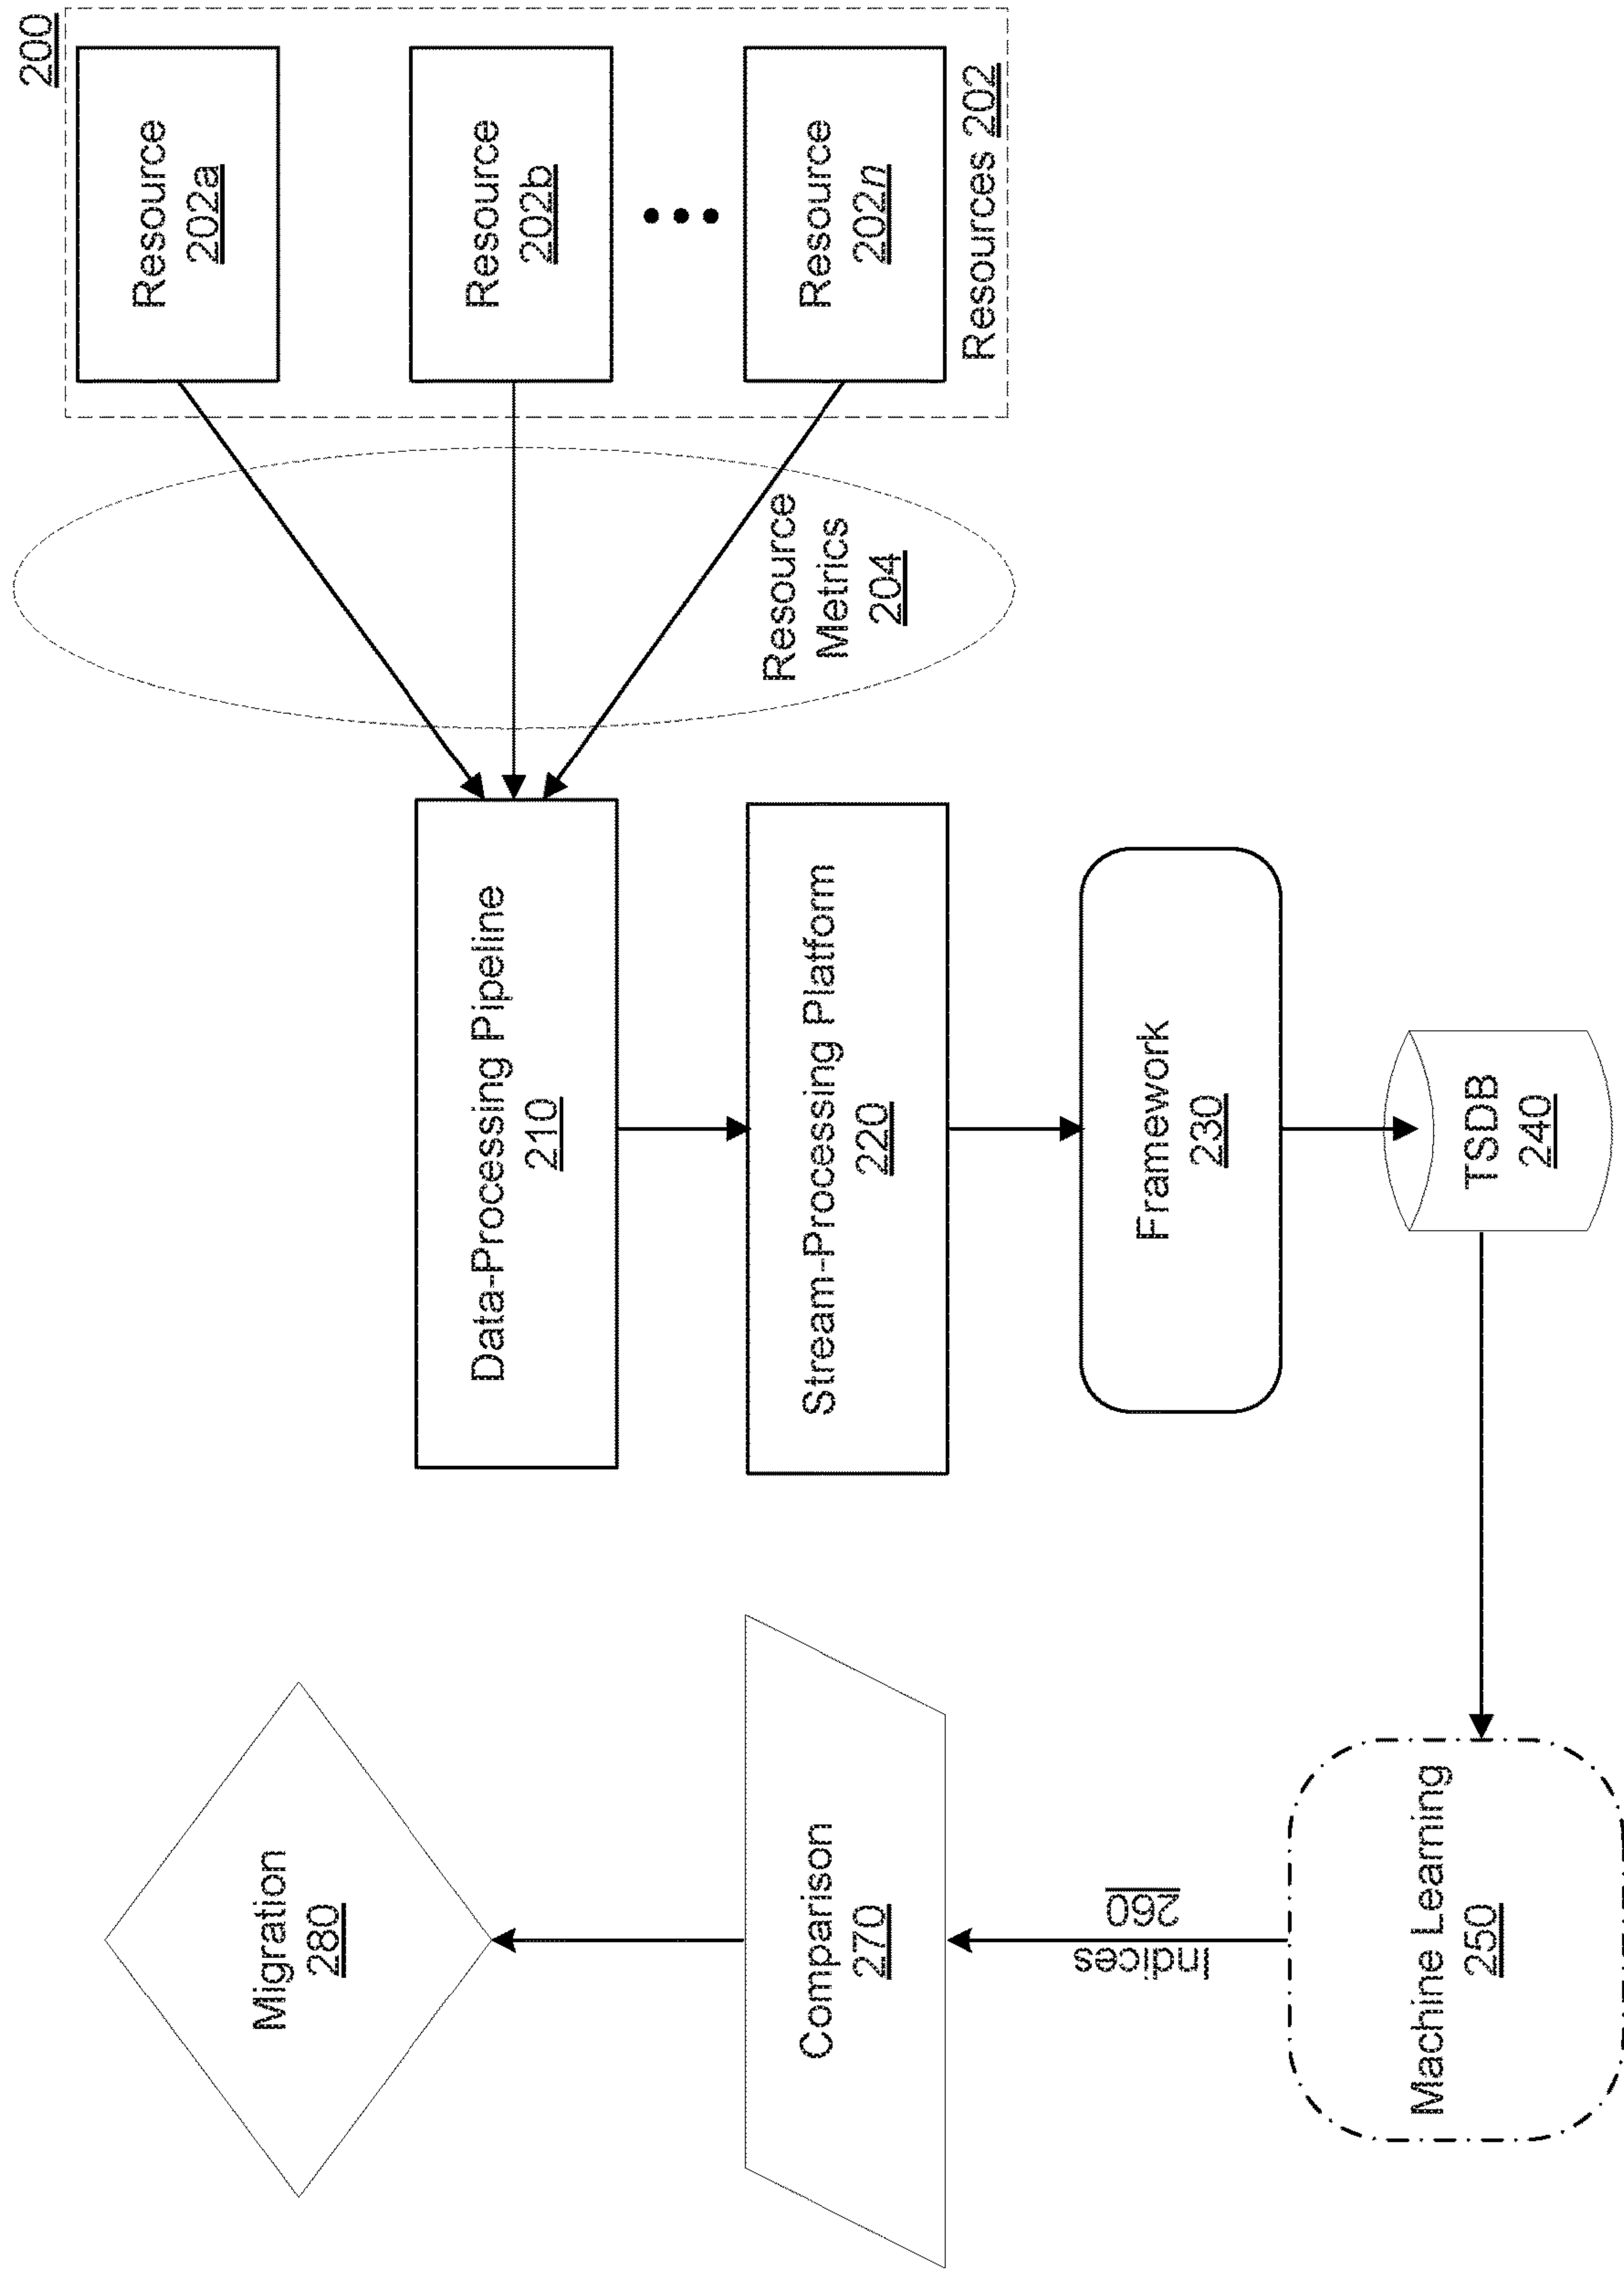 200
Resource
202a
Resource
202b
Resource
202n
Resources 202
Resource
Metrics
204
Data-Processing Pipeline
210
Stream-Processing Platform
220
Framework
230
TSDB
240
Machine Learning
250
Indices
260
Comparison
270
Migration
280